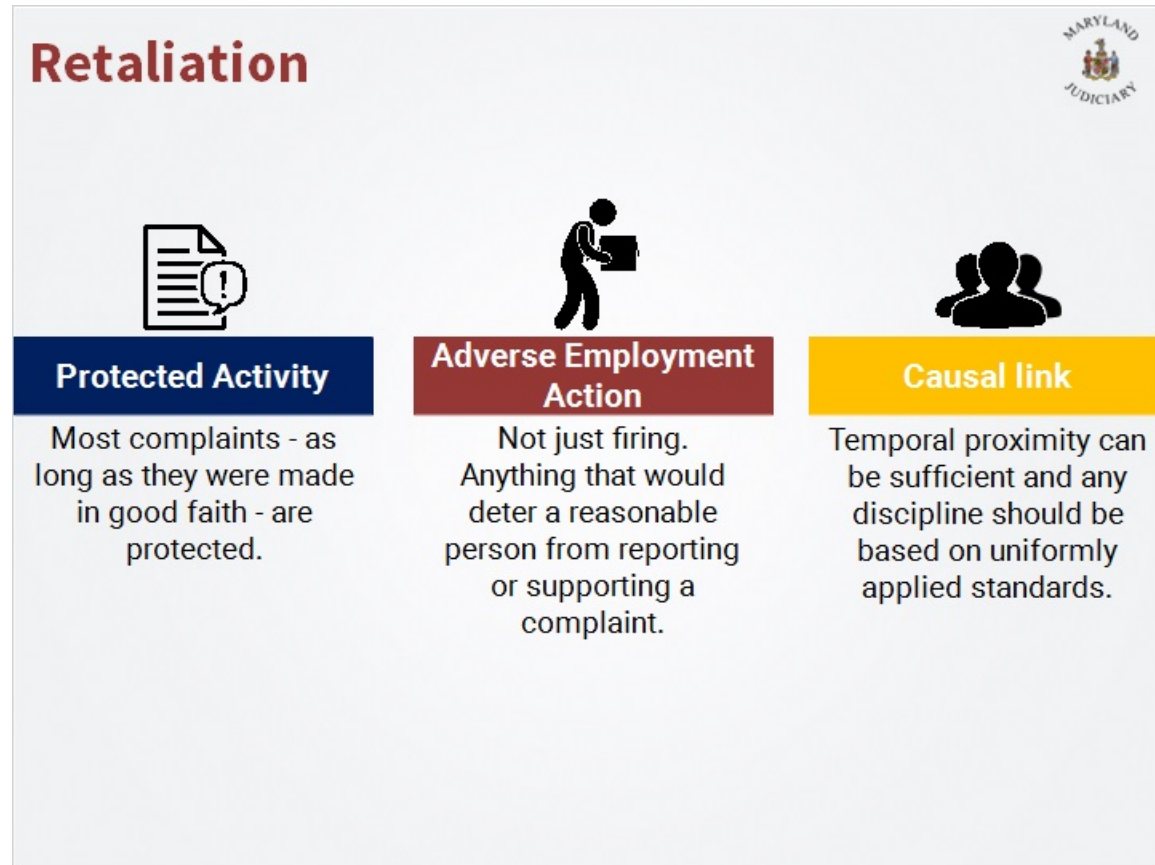 Retaliation
MARYLAND
JUDICIARY
!
Protected Activity
Most complaints - as
long as they were made
in good faith - are
protected.
Adverse Employment
Action
Not just firing.
Anything that would
deter a reasonable
person from reporting
or supporting a
complaint.
Causal link
Temporal proximity can
be sufficient and any
discipline should be
based on uniformly
applied standards.